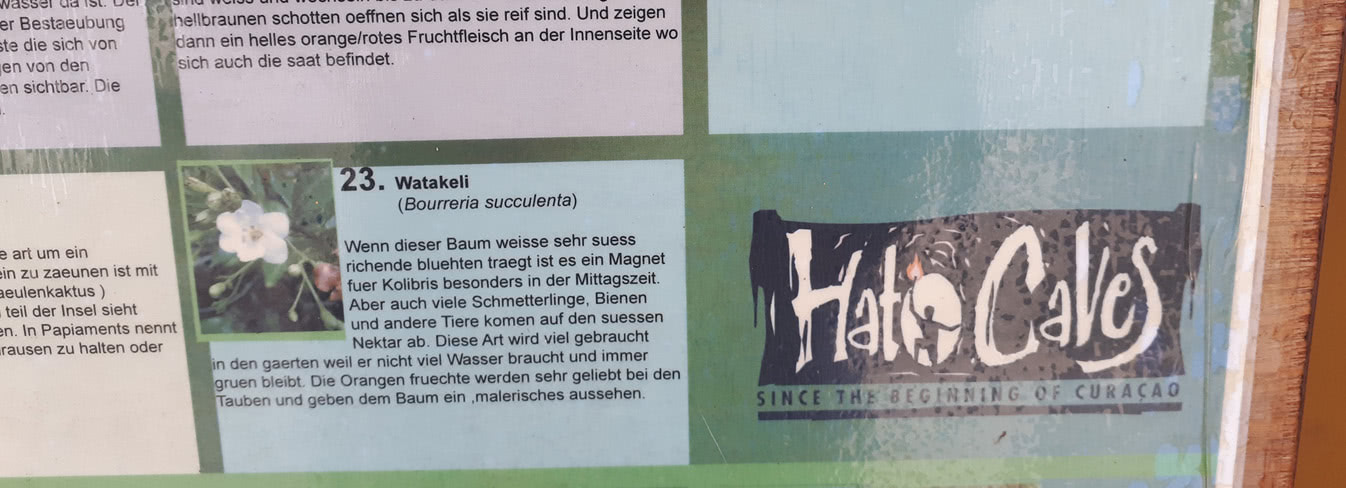 wasser da ist. Der
er Bestaeubung
ste die sich von
en von den
en sichtbar. Die
hellbraunen schotten oeffnen sich als sie reif sind. Und zeigen
dann ein helles orange/rotes Fruchtfleisch an der Innenseite wo
sich auch die saat befindet.
e art um ein
ein zu zaeunen ist mit
aeulenkaktus )
teil der Insel sieht
en. In Papiaments nennt
rausen zu halten oder
23. Watakeli
(Bourreria succulenta)
Wenn dieser Baum weisse sehr suess
richende bluehten traegt ist es ein Magnet
fuer Kolibris besonders in der Mittagszeit.
Aber auch viele Schmetterlinge, Bienen
und andere Tiere komen auf den suessen
Nektar ab. Diese Art wird viel gebraucht
in den gaerten weil er nicht viel Wasser braucht und immer
gruen bleibt. Die Orangen fruechte werden sehr geliebt bei den
Tauben und geben dem Baum ein ,malerisches aussehen.
Hato Caves
SINCE THE BEGINNING OF CURAÇAO